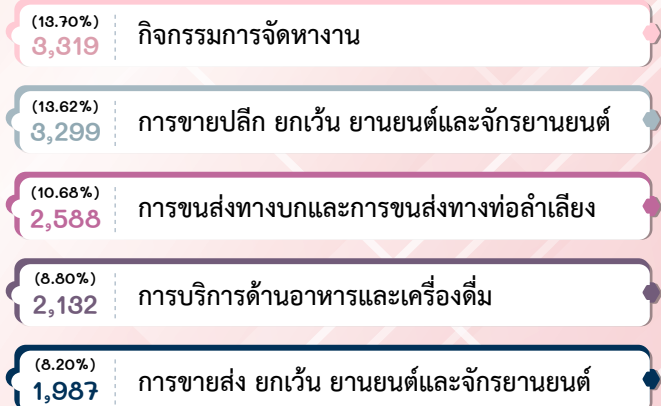 (13.70%)
3,319 กิจกรรมการจัดหางาน
(13.62%)
3,299 การขายปลีก ยกเว้น ยานยนต์และจักรยานยนต์
(10.68%)
2,588 การขนส่งทางบกและการขนส่งทางท่อลำเลียง
(8.80%)
2,132 การบริการด้านอาหารและเครื่องดื่ม
(8.20%)
1,987 การขายส่ง ยกเว้น ยานยนต์และจักรยานยนต์